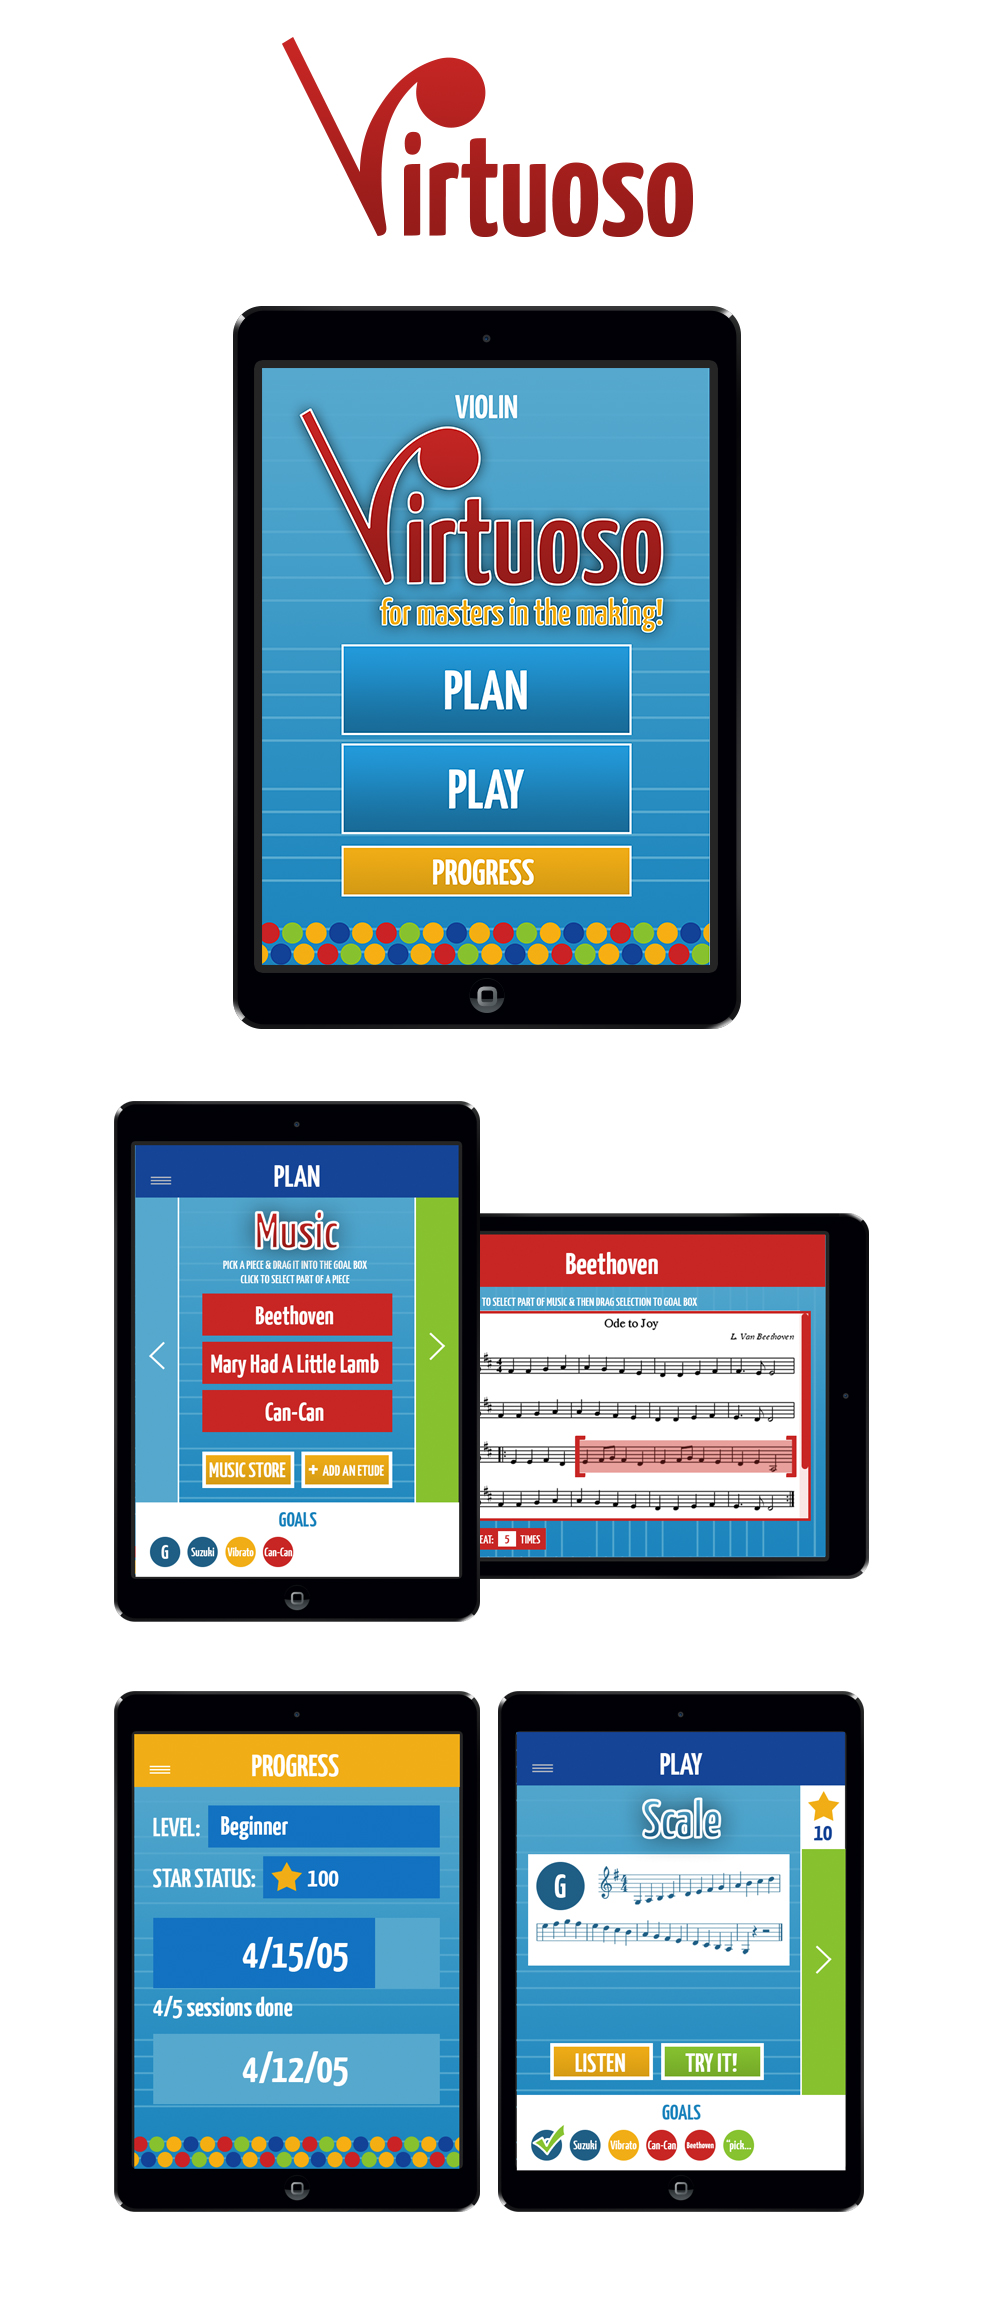 Virtuoso
VIOLIN
Virtuoso
for masters in the making!
PLAN
PLAY
PROGRESS
PLAN
Music
PICK A PIECE & DRAG IT INTO THE GOAL BOX
CLICK TO SELECT PART OF A PIECE
Beethoven
Mary Had A Little Lamb
Can-Can
MUSIC STORE
+ ADD AN ETUDE
GOALS
G
Suzuki
Vibrato
Can-Can
Beethoven
TO SELECT PART OF MUSIC & THEN DRAG SELECTION TO GOAL BOX
Ode to Joy
L. Van Beethoven
EAT: 5 TIMES
PROGRESS
LEVEL: Beginner
STAR STATUS: 100
4/15/05
4/5 sessions done
4/12/05
PLAY
Scale
10
G
LISTEN
TRY IT!
GOALS
Suzuki
Vibrato
Can-Can
Beethoven
"pick...